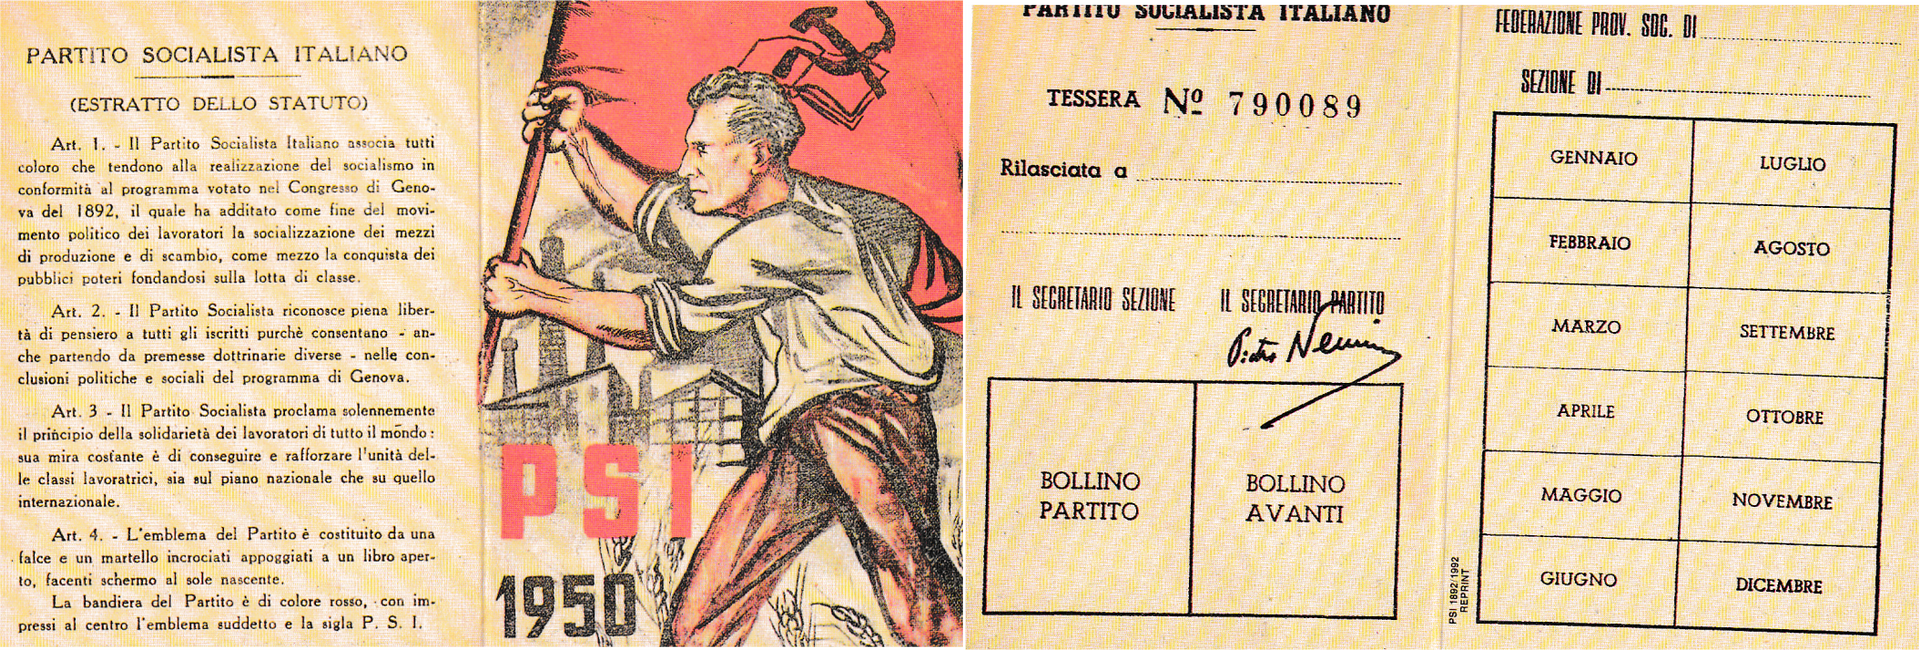 PARTITO SOCIALISTA ITALIANO
(ESTRATTO DELLO STATUTO)
Art. 1. - Il Partito Socialista Italiano associa tutti
coloro che tendono alla realizzazione del socialismo in
conformità al programma votato nel Congresso di Geno-
va del 1892, il quale ha additato come fine del movi-
mento politico dei lavoratori la socializzazione dei mezzi
di produzione e di scambio, come mezzo la conquista dei
pubblici poteri fondandosi sulla lotta di classe.
Art. 2. - Il Partito Socialista riconosce piena liber-
tà di pensiero a tutti gli iscritti purchè consentano - an-
che partendo da premesse dottrinarie diverse - nelle con-
clusioni politiche e sociali del programma di Genova.
Art. 3 - Il Partito Socialista proclama solennemente
il principio della solidarietà dei lavoratori di tutto il mondo :
sua mira costante è di conseguire e rafforzare l'unità del-
le classi lavoratrici, sia sul piano nazionale che su quello
internazionale.
Art. 4. - L'emblema del Partito è costituito da una
falce e un martello incrociati appoggiati a un libro aper-
to, facenti schermo al sole nascente.
La bandiera del Partito è di colore rosso, con im-
pressi al centro l'emblema suddetto e la sigla P. S. I.
PSI
1950
PARTITO SOCIALISTA ITALIANO
TESSERA Nº 790089
Rilasciata a
IL SEGRETARIO SEZIONE IL SEGRETARIO PARTITO
Pietro Nenni
BOLLINO
PARTITO
BOLLINO
AVANTI
FEDERAZIONE PROV. SOC. DI
SEZIONE DI
GENNAIO LUGLIO
FEBBRAIO AGOSTO
MARZO SETTEMBRE
APRILE OTTOBRE
MAGGIO NOVEMBRE
GIUGNO DICEMBRE
PSI 1892/1992
REPRINT